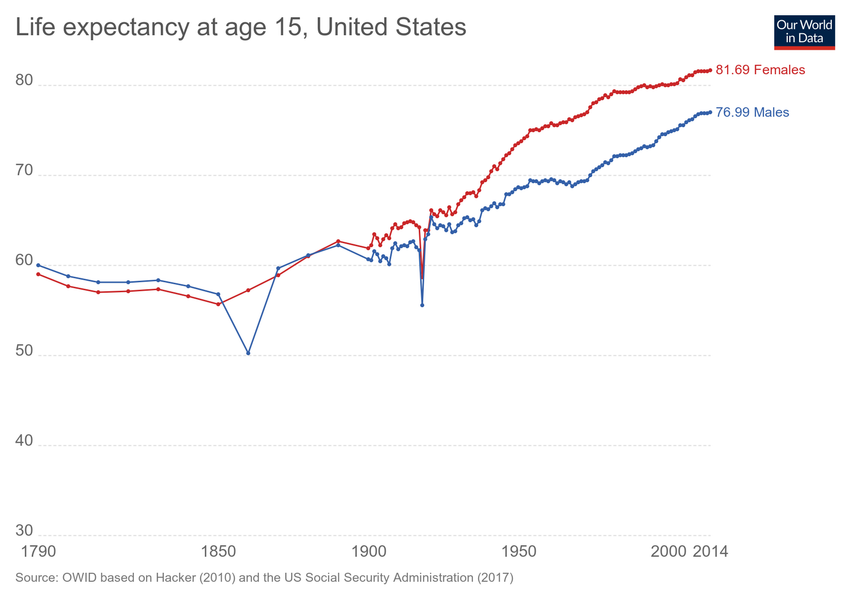 Life expectancy at age 15, United States
Our World
in Data
81.69 Females
80
76.99 Males
70
60
50
40
30
1790 1850 1900 1950 2000 2014
Source: OWID based on Hacker (2010) and the US Social Security Administration (2017)